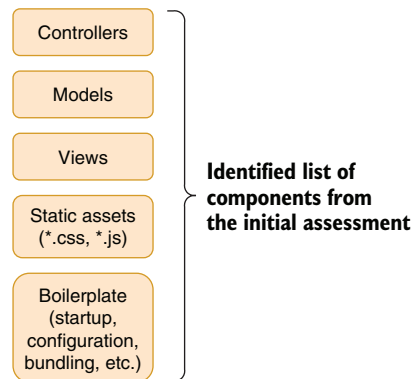 Controllers
Models
Views
Static assets
(*.css, *.js)
Boilerplate
(startup,
configuration,
bundling, etc.)
Identified list of
components from
the initial assessment